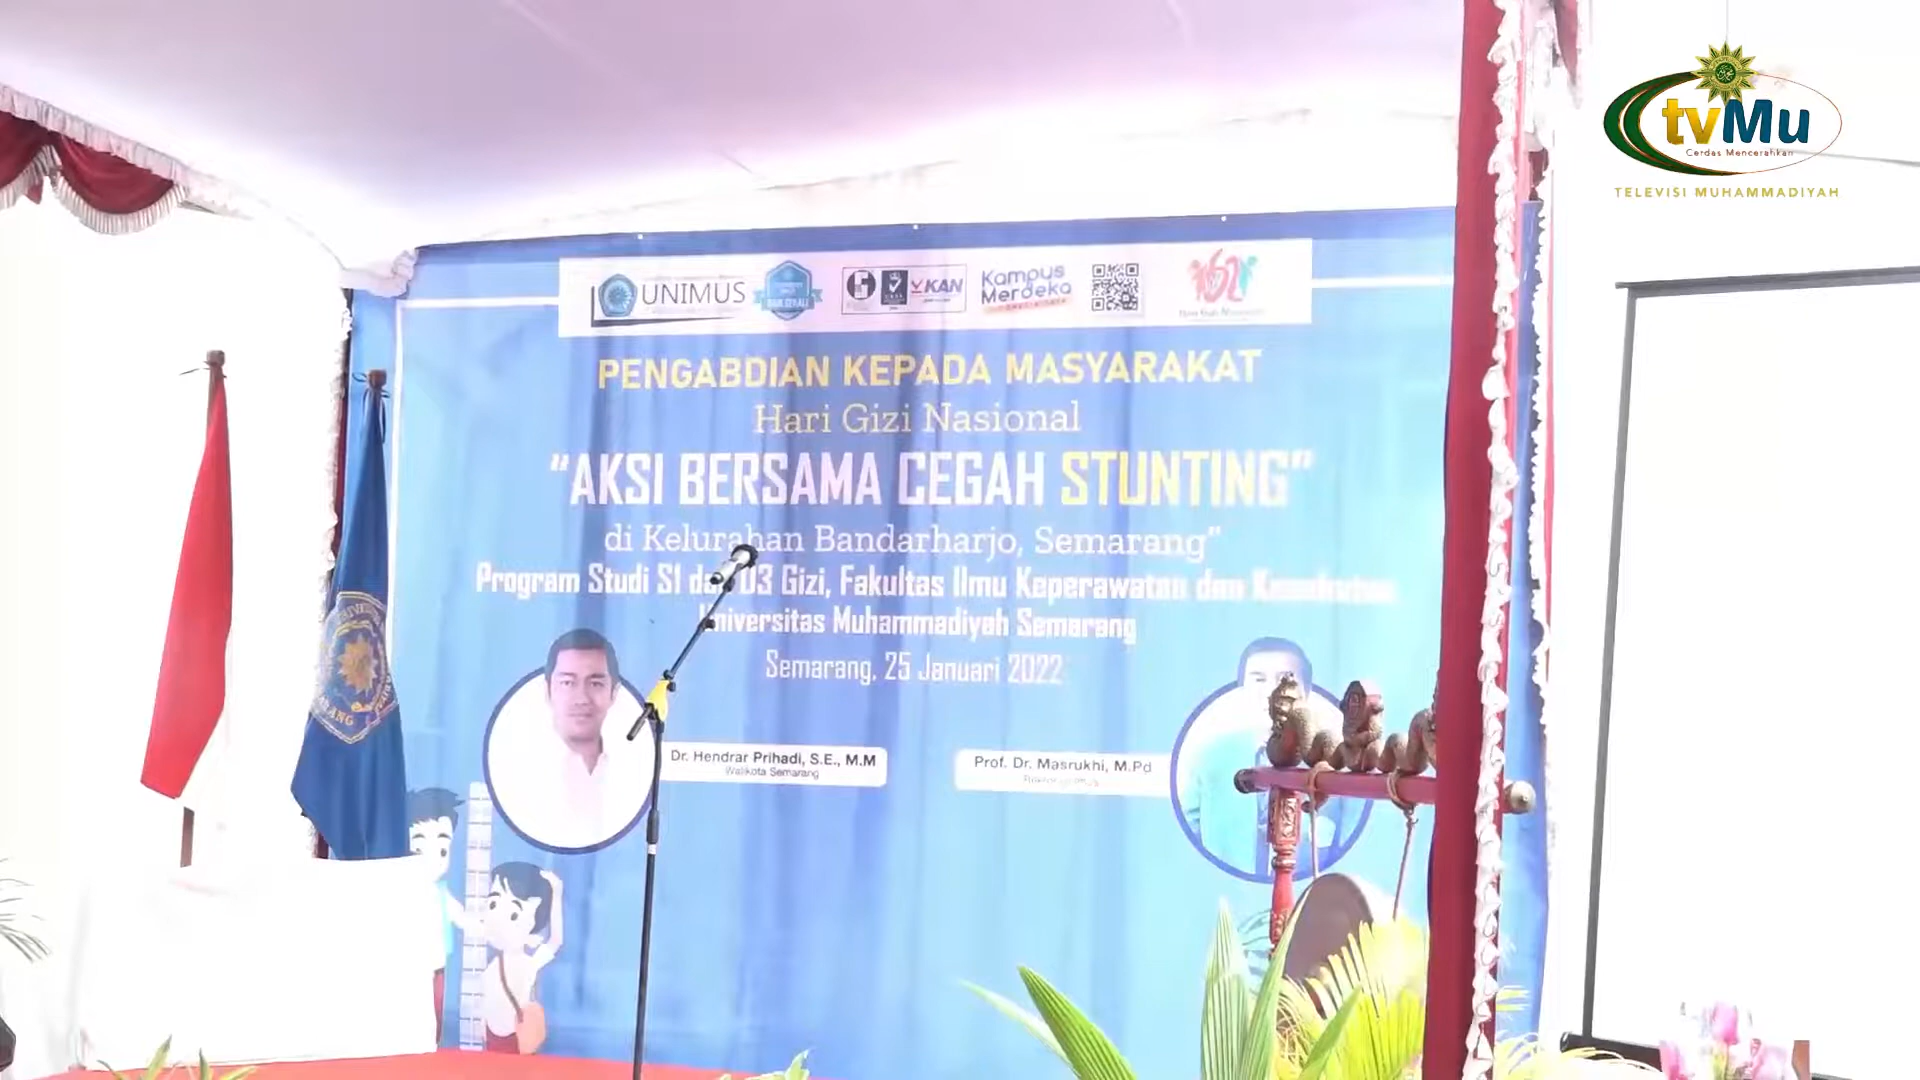 tvMu
Cerdas Mencerahkan
TELEVISI MUHAMMADIYAH
UNIMUS
BAIK SEKALI
KAN
Kampus
Merdeka
PENGABDIAN KEPADA MASYARAKAT
Hari Gizi Nasional
"AKSI BERSAMA CEGAH STUNTING"
di Kelurahan Bandarharjo, Semarang"
Program Studi S1 dan D3 Gizi, Fakultas Ilmu Keperawatan dan Kesehatan
Universitas Muhammadiyah Semarang
Semarang, 25 Januari 2022
Dr. Hendrar Prihadi, S.E., M.M
Walikota Semarang
Prof. Dr. Masrukhi, M.Pd